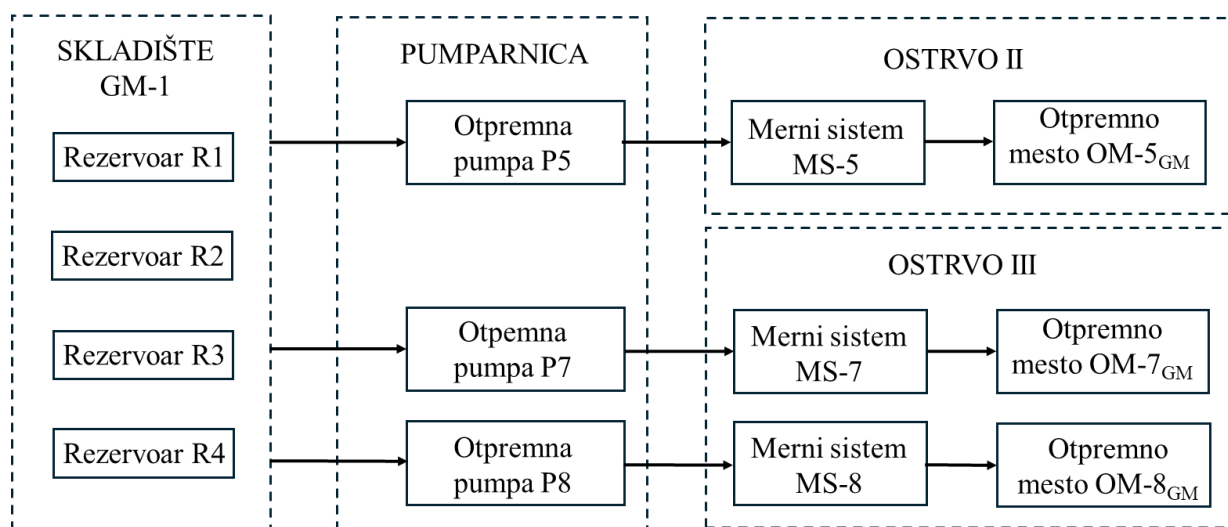 SKLADIŠTE
GM-1
Rezervoar R1
Rezervoar R2
Rezervoar R3
Rezervoar R4
PUMPARNICA
Otpremna
pumpa P5
Otpemna
pumpa P7
Otpremna
pumpa P8
OSTRVO II
Merni sistem
MS-5
Otpremno
mesto OM-5GM
OSTRVO III
Merni sistem
MS-7
Otpremno
mesto OM-7GM
Merni sistem
MS-8
Otpremno
mesto OM-8GM